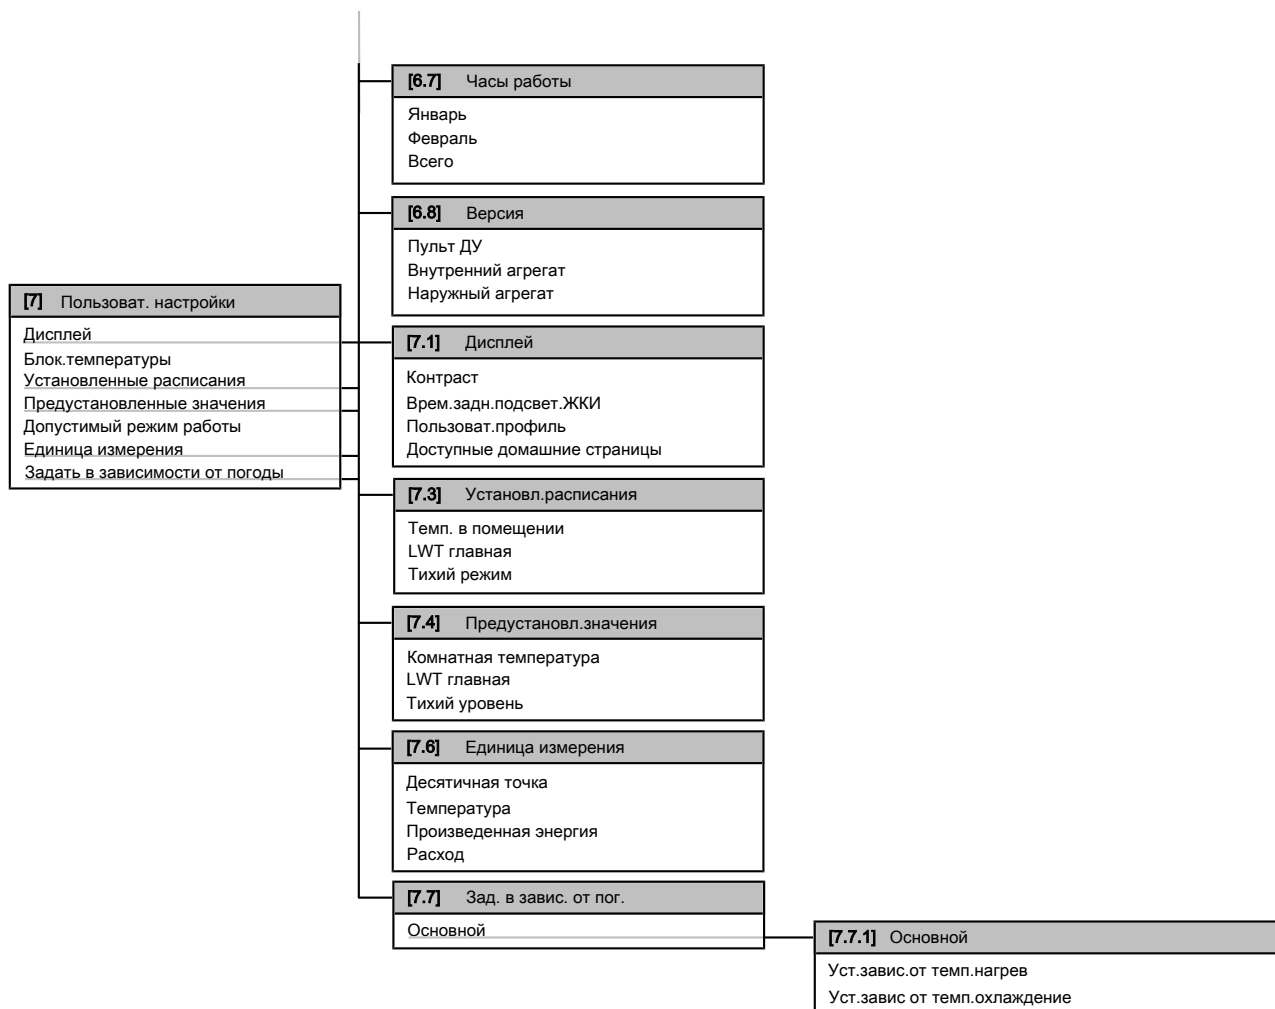 [6.7] Часы работы
Январь
Февраль
Всего
[6.8] Версия
Пульт ДУ
Внутренний агрегат
Наружный агрегат
[7] Пользоват. настройки
Дисплей
Блок.температуры
Установленные расписания
Предустановленные значения
Допустимый режим работы
Единица измерения
Задать в зависимости от погоды
[7.1] Дисплей
Контраст
Врем.задн.подсвет.ЖКИ
Пользоват.профиль
Доступные домашние страницы
[7.3] Установл.расписания
Темп. в помещении
LWT главная
Тихий режим
[7.4] Предустановл.значения
Комнатная температура
LWT главная
Тихий уровень
[7.6] Единица измерения
Десятичная точка
Температура
Произведенная энергия
Расход
[7.7] Зад. в завис. от пог.
Основной
[7.7.1] Основной
Уст.завис.от темп.нагрев
Уст.завис от темп.охлаждение